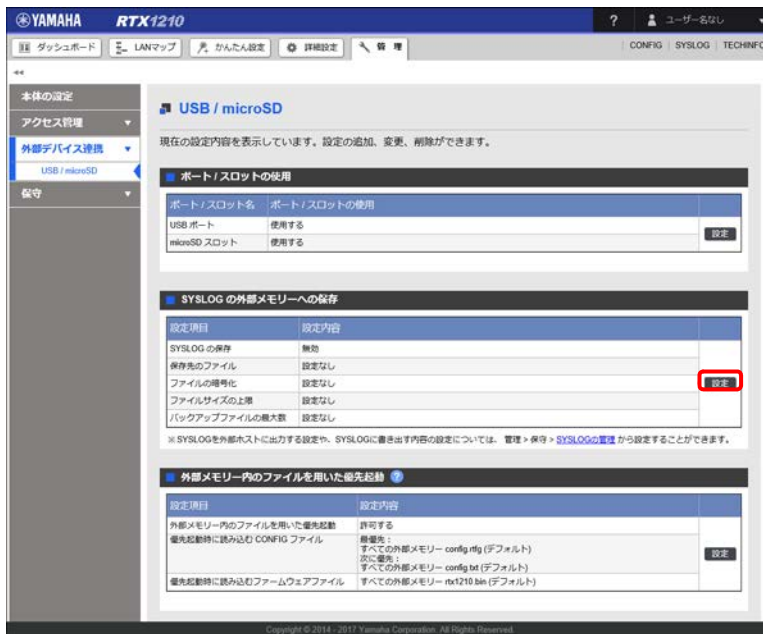 YAMAHA RTX1210 ? ユーザー名なし
ダッシュボード LANマップ かんたん設定 詳細設定 管理 CONFIG SYSLOG TECHINFO
本体の設定
アクセス管理
外部デバイス連携
USB / microSD
保守
USB / microSD
現在の設定内容を表示しています。設定の追加、変更、削除ができます。
ポート / スロットの使用
ポート / スロット名 ポート / スロットの使用
USB ポート 使用する
microSD スロット 使用する
設定
SYSLOG の外部メモリーへの保存
設定項目 設定内容
SYSLOG の保存 無効
保存先のファイル 設定なし
ファイルの暗号化 設定なし
設定
ファイルサイズの上限 設定なし
バックアップファイルの最大数 設定なし
※ SYSLOGを外部ホストに出力する設定や、SYSLOGに書き出す内容の設定については、 管理 > 保守 > SYSLOGの管理 から設定することができます。
外部メモリー内のファイルを用いた優先起動 ?
設定項目 設定内容
外部メモリー内のファイルを用いた優先起動 許可する
優先起動時に読み込む CONFIG ファイル 最優先 :
すべての外部メモリー config.rtfg (デフォルト)
次に優先 :
すべての外部メモリー config.txt (デフォルト)
設定
優先起動時に読み込むファームウェアファイル すべての外部メモリー rtx1210.bin (デフォルト)
Copyright © 2014 - 2017 Yamaha Corporation. All Rights Reserved.